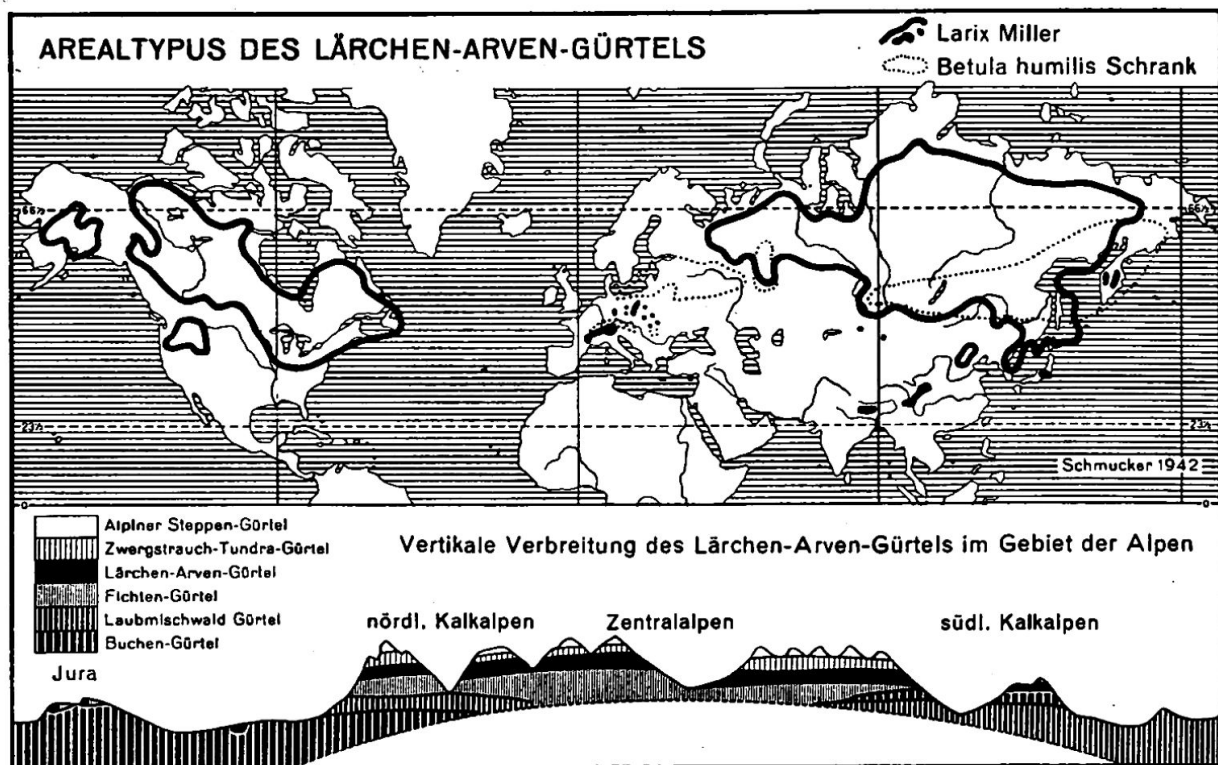 AREALTYPUS DES LÄRCHEN-ARVEN-GÜRTELS
Larix Miller
Betula humilis Schrank
66½
66½
23½
23½
Schmucker 1942
0
0
Alpiner Steppen-Gürtel
Zwergstrauch-Tundra-Gürtel
Lärchen-Arven-Gürtel
Fichten-Gürtel
Laubmischwald Gürtel
Buchen-Gürtel
Vertikale Verbreitung des Lärchen-Arven-Gürtels im Gebiet der Alpen
nördl. Kalkalpen
Zentralalpen
südl. Kalkalpen
Jura